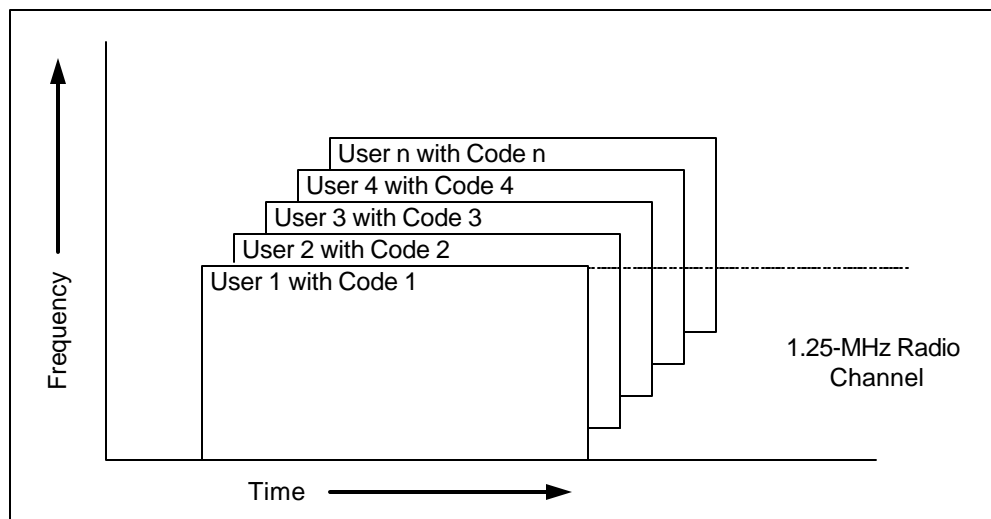 User n with Code n
User 4 with Code 4
User 3 with Code 3
User 2 with Code 2
User 1 with Code 1
Frequency
1.25-MHz Radio
Channel
Time